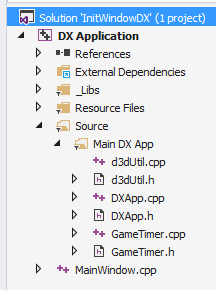 Solution 'InitWindowDX' (1 project)
DX Application
References
External Dependencies
_Libs
Resource Files
Source
Main DX App
d3dUtil.cpp
d3dUtil.h
DXApp.cpp
DXApp.h
GameTimer.cpp
GameTimer.h
MainWindow.cpp